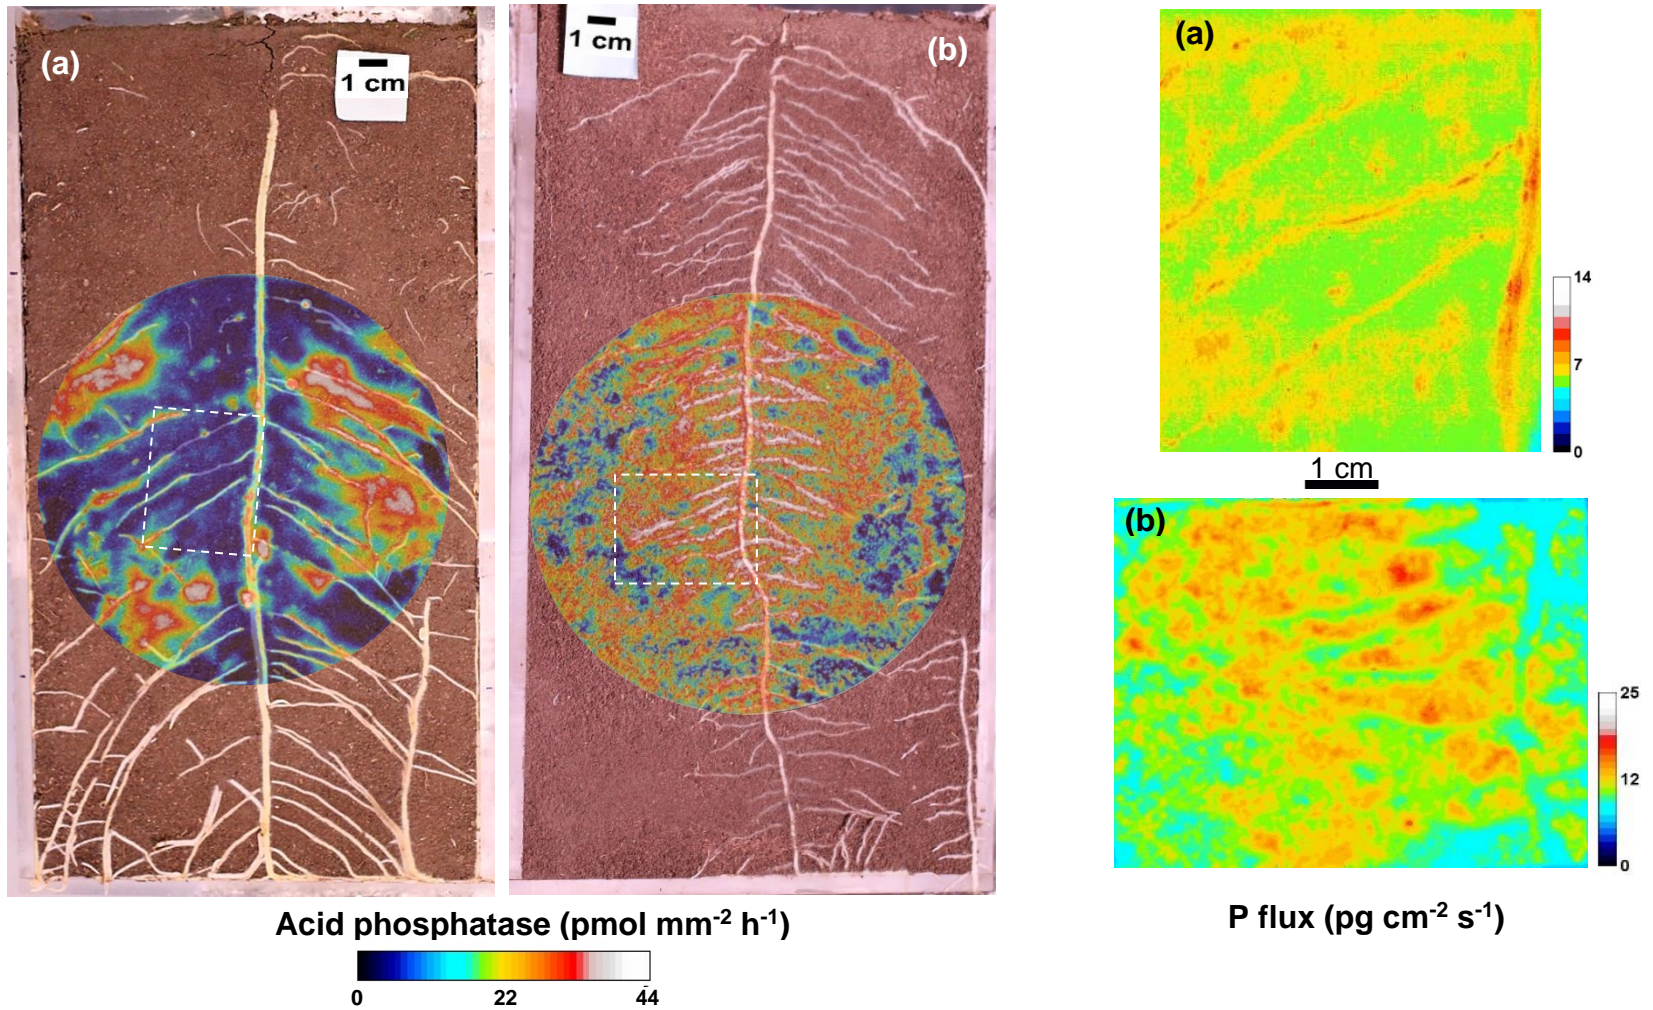 (a)
1 cm
1 cm
(b)
(a)
14
7
0
1 cm
(b)
25
12
0
Acid phosphatase (pmol mm⁻² h⁻¹)
0 22 44
P flux (pg cm⁻² s⁻¹)